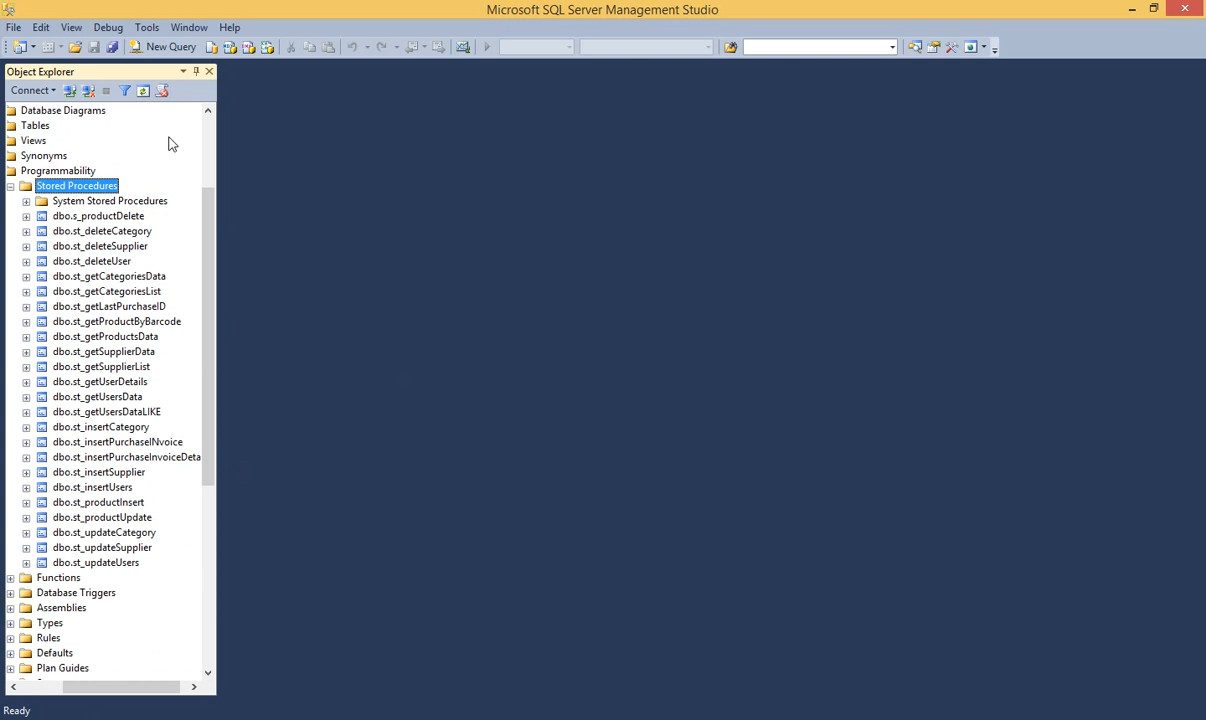 Microsoft SQL Server Management Studio
File Edit View Debug Tools Window Help
New Query
Object Explorer
Connect
Database Diagrams
Tables
Views
Synonyms
Programmability
Stored Procedures
System Stored Procedures
dbo.s_productDelete
dbo.st_deleteCategory
dbo.st_deleteSupplier
dbo.st_deleteUser
dbo.st_getCategoriesData
dbo.st_getCategoriesList
dbo.st_getLastPurchaseID
dbo.st_getProductByBarcode
dbo.st_getProductsData
dbo.st_getSupplierData
dbo.st_getSupplierList
dbo.st_getUserDetails
dbo.st_getUsersData
dbo.st_getUsersDataLIKE
dbo.st_insertCategory
dbo.st_insertPurchaseINvoice
dbo.st_insertPurchaseInvoiceDeta
dbo.st_insertSupplier
dbo.st_insertUsers
dbo.st_productInsert
dbo.st_productUpdate
dbo.st_updateCategory
dbo.st_updateSupplier
dbo.st_updateUsers
Functions
Database Triggers
Assemblies
Types
Rules
Defaults
Plan Guides
Ready